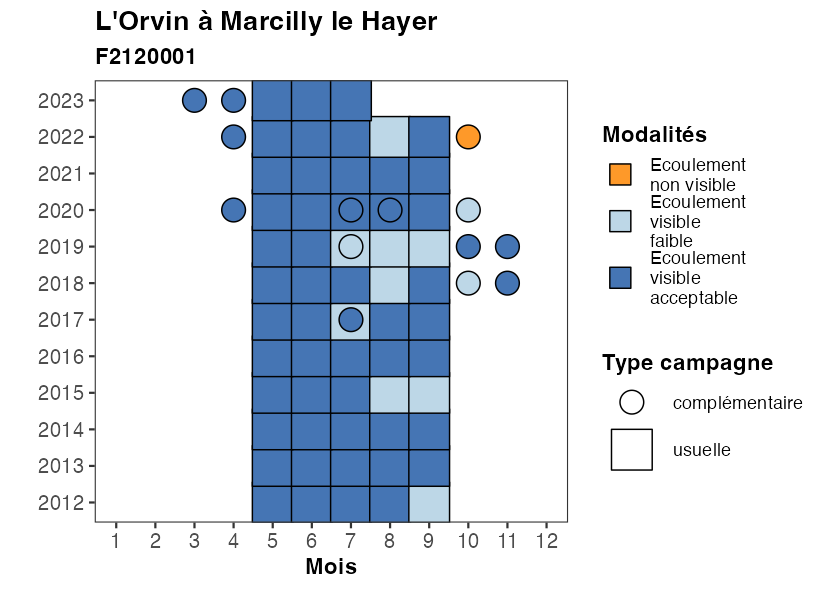 L'Orvin à Marcilly le Hayer
F2120001
2023
2022
2021
2020
2019
2018
2017
2016
2015
2014
2013
2012
1 2 3 4 5 6 7 8 9 10 11 12
Mois
Modalités
Ecoulement
non visible
Ecoulement
visible
faible
Ecoulement
visible
acceptable
Type campagne
complémentaire
usuelle